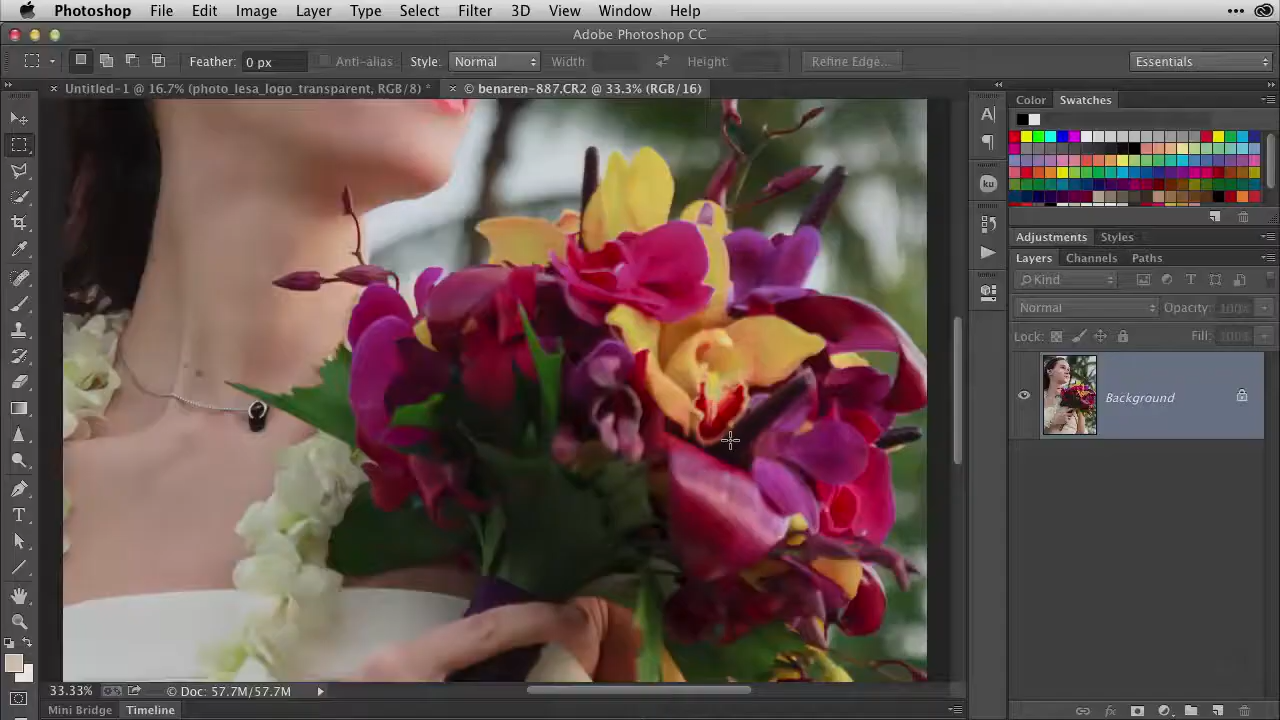 Photoshop File Edit Image Layer Type Select Filter 3D View Window Help
Adobe Photoshop CC
Feather: 0 px Anti-alias Style: Normal Width Height: Refine Edge... Essentials
× Untitled-1 @ 16.7% (photo_lesa_logo_transparent, RGB/8) * × © benaren-887.CR2 @ 33.3% (RGB/16)
Color Swatches
ku
Adjustments Styles
Layers Channels Paths
Kind
Normal Opacity: 100%
Lock: Fill: 100%
Background
33.33% © Doc: 57.7M/57.7M
Mini Bridge Timeline